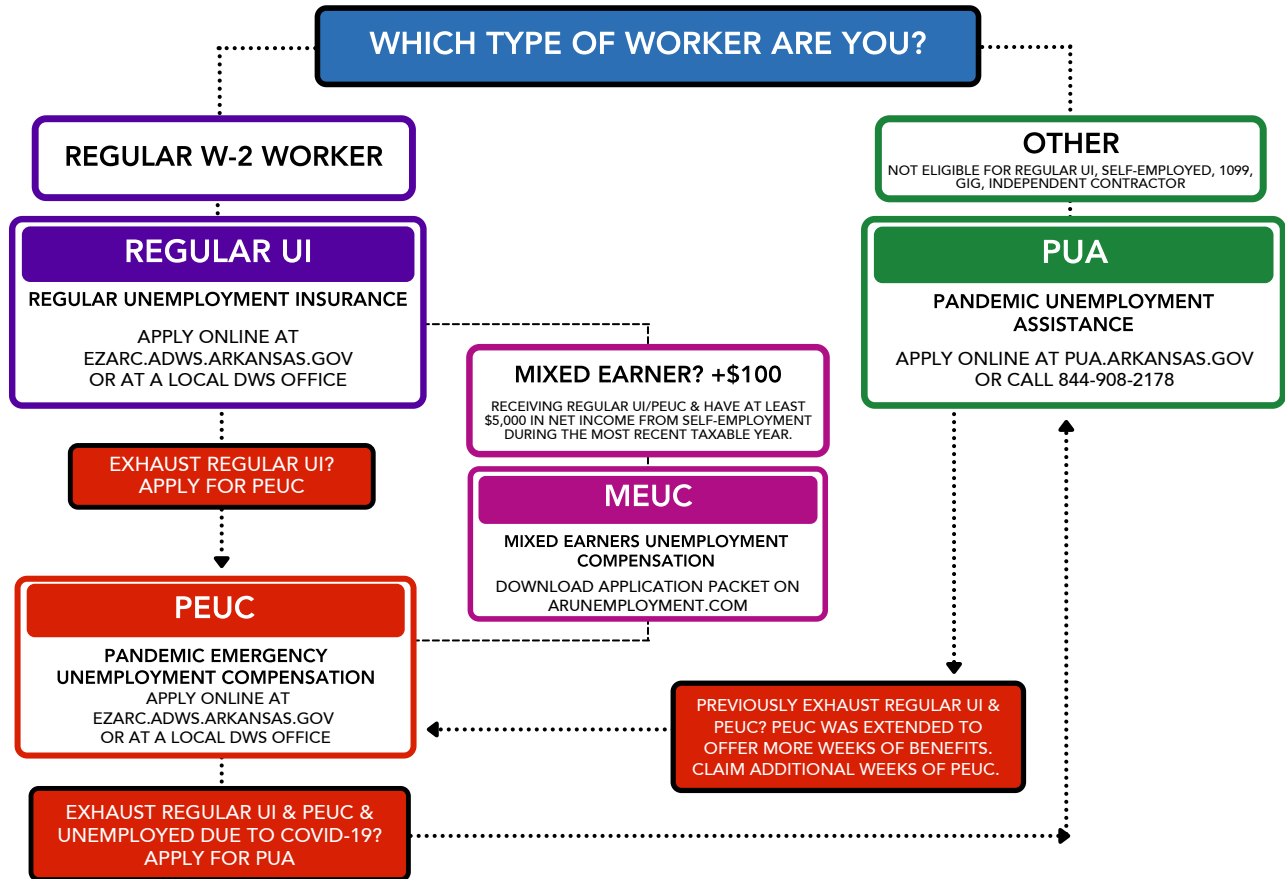 WHICH TYPE OF WORKER ARE YOU?
REGULAR W-2 WORKER
REGULAR UI
REGULAR UNEMPLOYMENT INSURANCE
APPLY ONLINE AT
EZARC.ADWS.ARKANSAS.GOV
OR AT A LOCAL DWS OFFICE
EXHAUST REGULAR UI?
APPLY FOR PEUC
PEUC
PANDEMIC EMERGENCY
UNEMPLOYMENT COMPENSATION
APPLY ONLINE AT
EZARC.ADWS.ARKANSAS.GOV
OR AT A LOCAL DWS OFFICE
EXHAUST REGULAR UI & PEUC &
UNEMPLOYED DUE TO COVID-19?
APPLY FOR PUA
MIXED EARNER? +$100
RECEIVING REGULAR UI/PEUC & HAVE AT LEAST
$5,000 IN NET INCOME FROM SELF-EMPLOYMENT
DURING THE MOST RECENT TAXABLE YEAR.
MEUC
MIXED EARNERS UNEMPLOYMENT
COMPENSATION
DOWNLOAD APPLICATION PACKET ON
ARUNEMPLOYMENT.COM
OTHER
NOT ELIGIBLE FOR REGULAR UI, SELF-EMPLOYED, 1099,
GIG, INDEPENDENT CONTRACTOR
PUA
PANDEMIC UNEMPLOYMENT
ASSISTANCE
APPLY ONLINE AT PUA.ARKANSAS.GOV
OR CALL 844-908-2178
PREVIOUSLY EXHAUST REGULAR UI &
PEUC? PEUC WAS EXTENDED TO
OFFER MORE WEEKS OF BENEFITS.
CLAIM ADDITIONAL WEEKS OF PEUC.